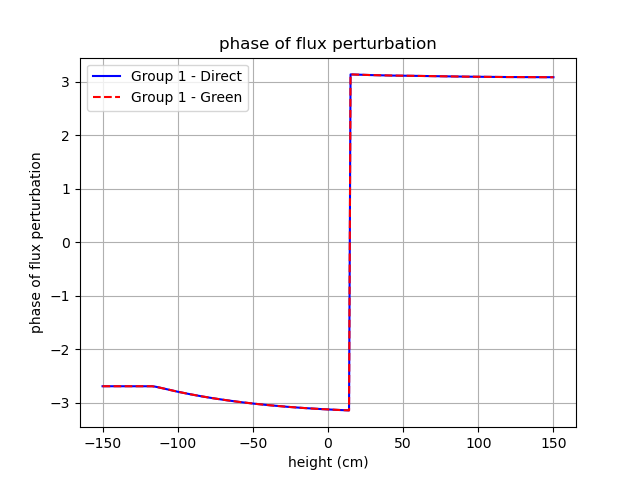 phase of flux perturbation
Group 1 - Direct
Group 1 - Green
phase of flux perturbation
3
2
1
0
−1
−2
−3
−150
−100
−50
0
50
100
150
height (cm)